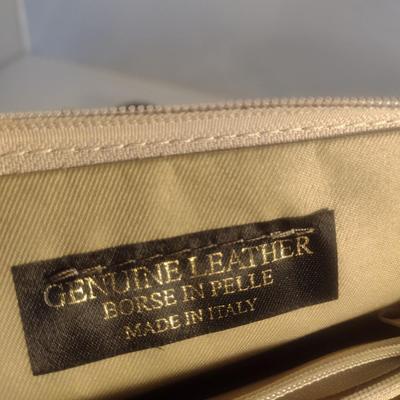 GENUINE LEATHER
BORSE IN PELLE
MADE IN ITALY